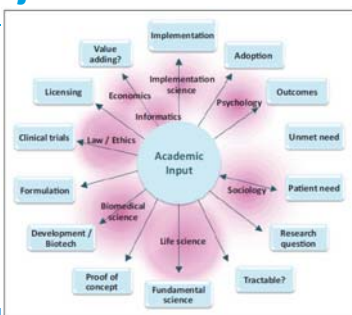 Implementation
Value
adding?
Adoption
Implementation
science
Licensing
Economics
Psychology
Outcomes
Informatics
Clinical trials
Law / Ethics
Unmet need
Academic
Input
Formulation
Sociology
Patient need
Biomedical
science
Development /
Biotech
Life science
Research
question
Proof of
concept
Fundamental
science
Tractable?